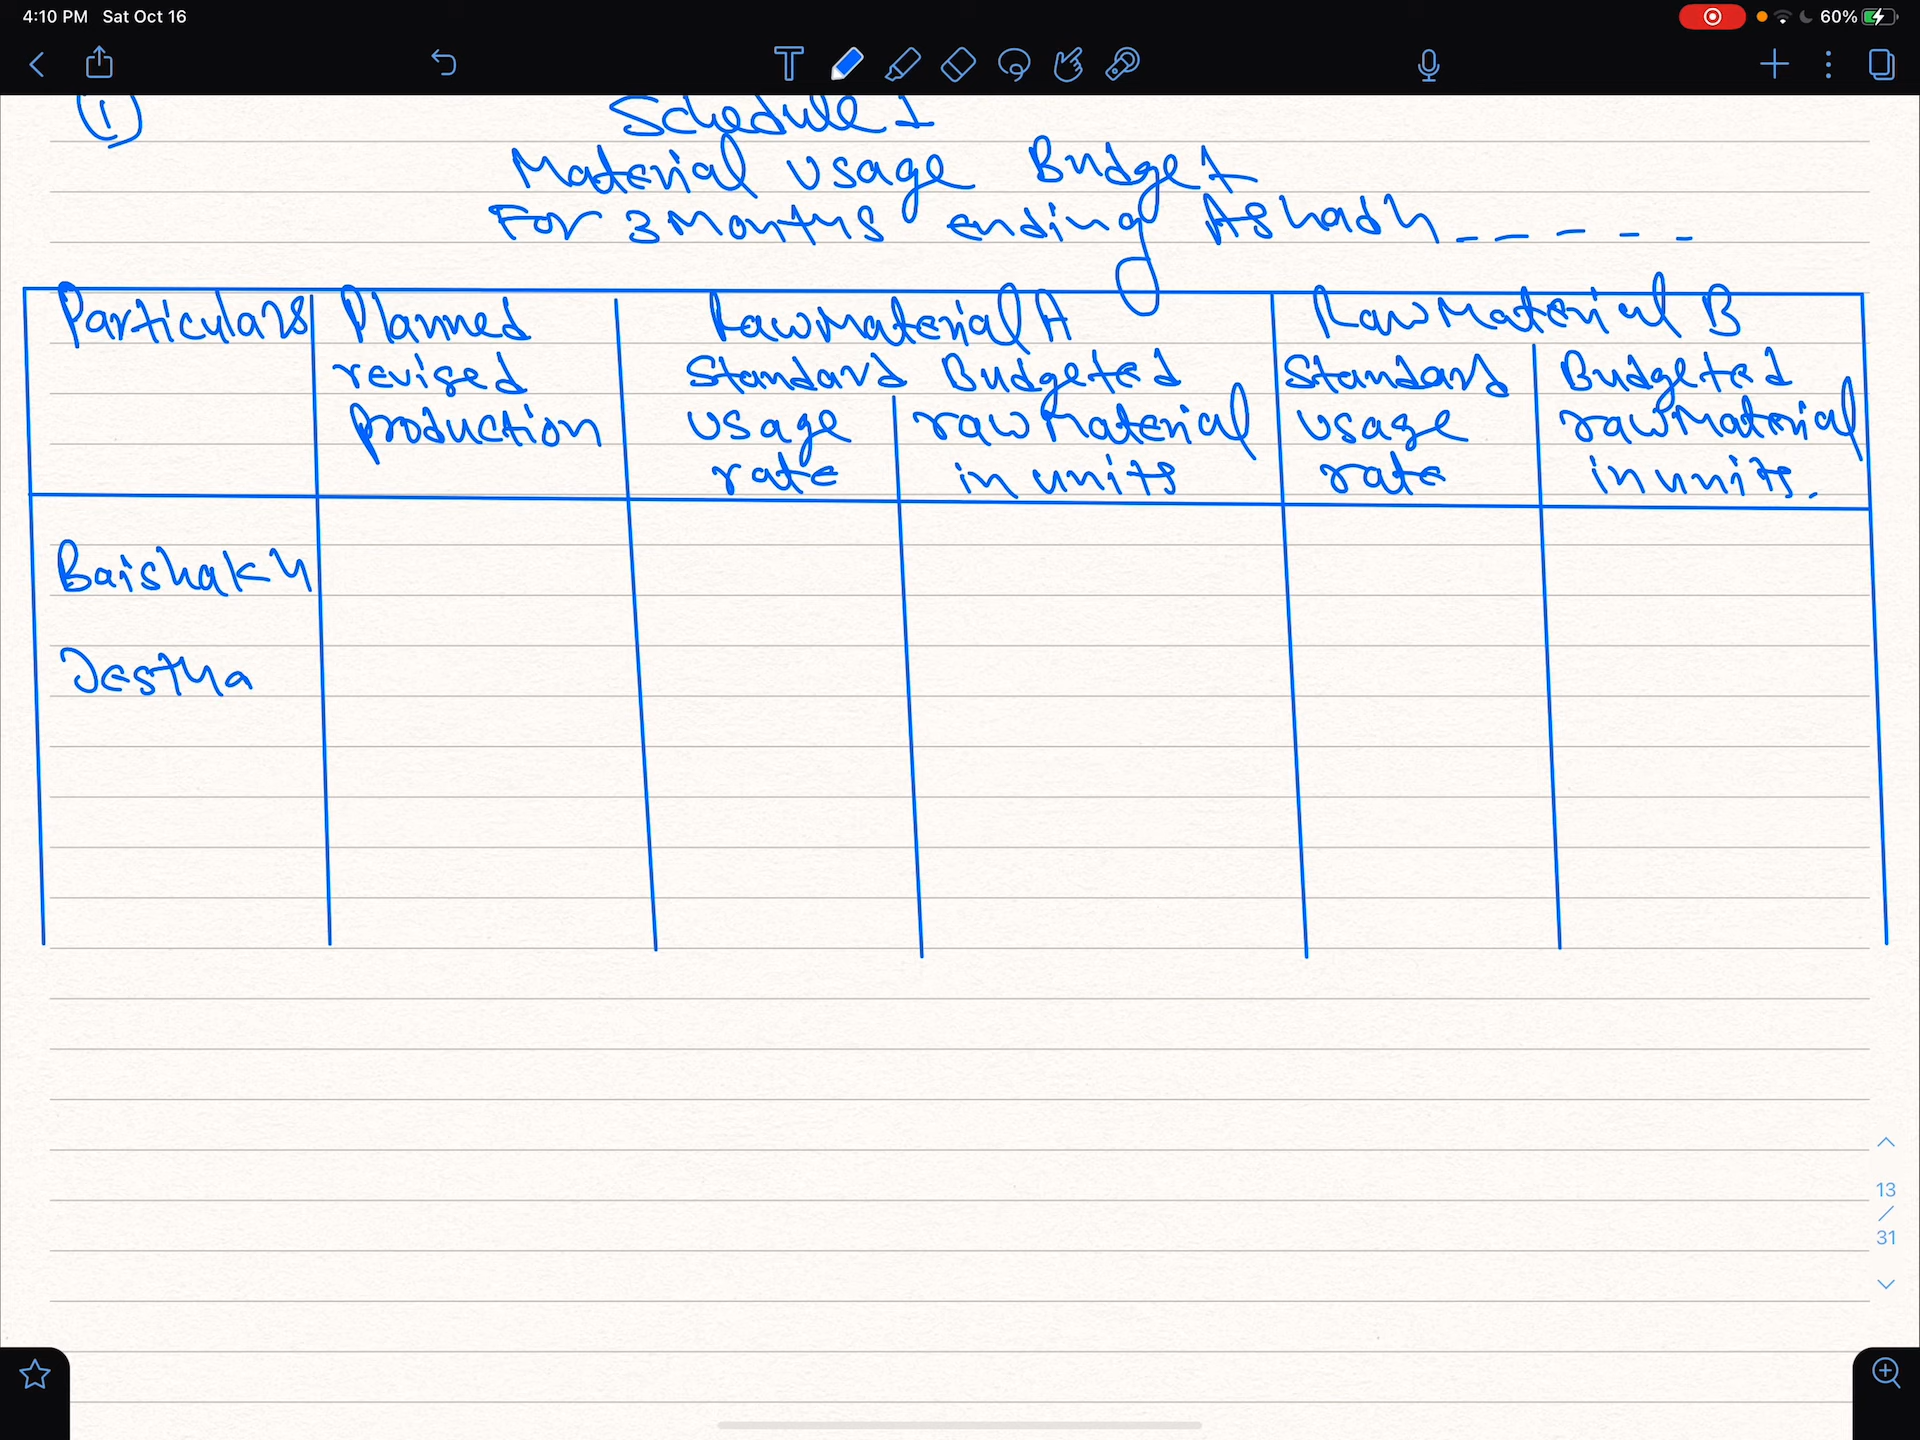 4:10 PM Sat Oct 16
60%
T
①
Schedule 1
Material usage Budget
For 3 Months ending Ashadh_ _ _ _ _
Particulars Planned Raw Material A Raw Material B
revised Standard Budgeted Standard Budgeted
production usage raw Material usage raw Material
rate in units rate in units.
Baishakh
Jestha
13
/
31